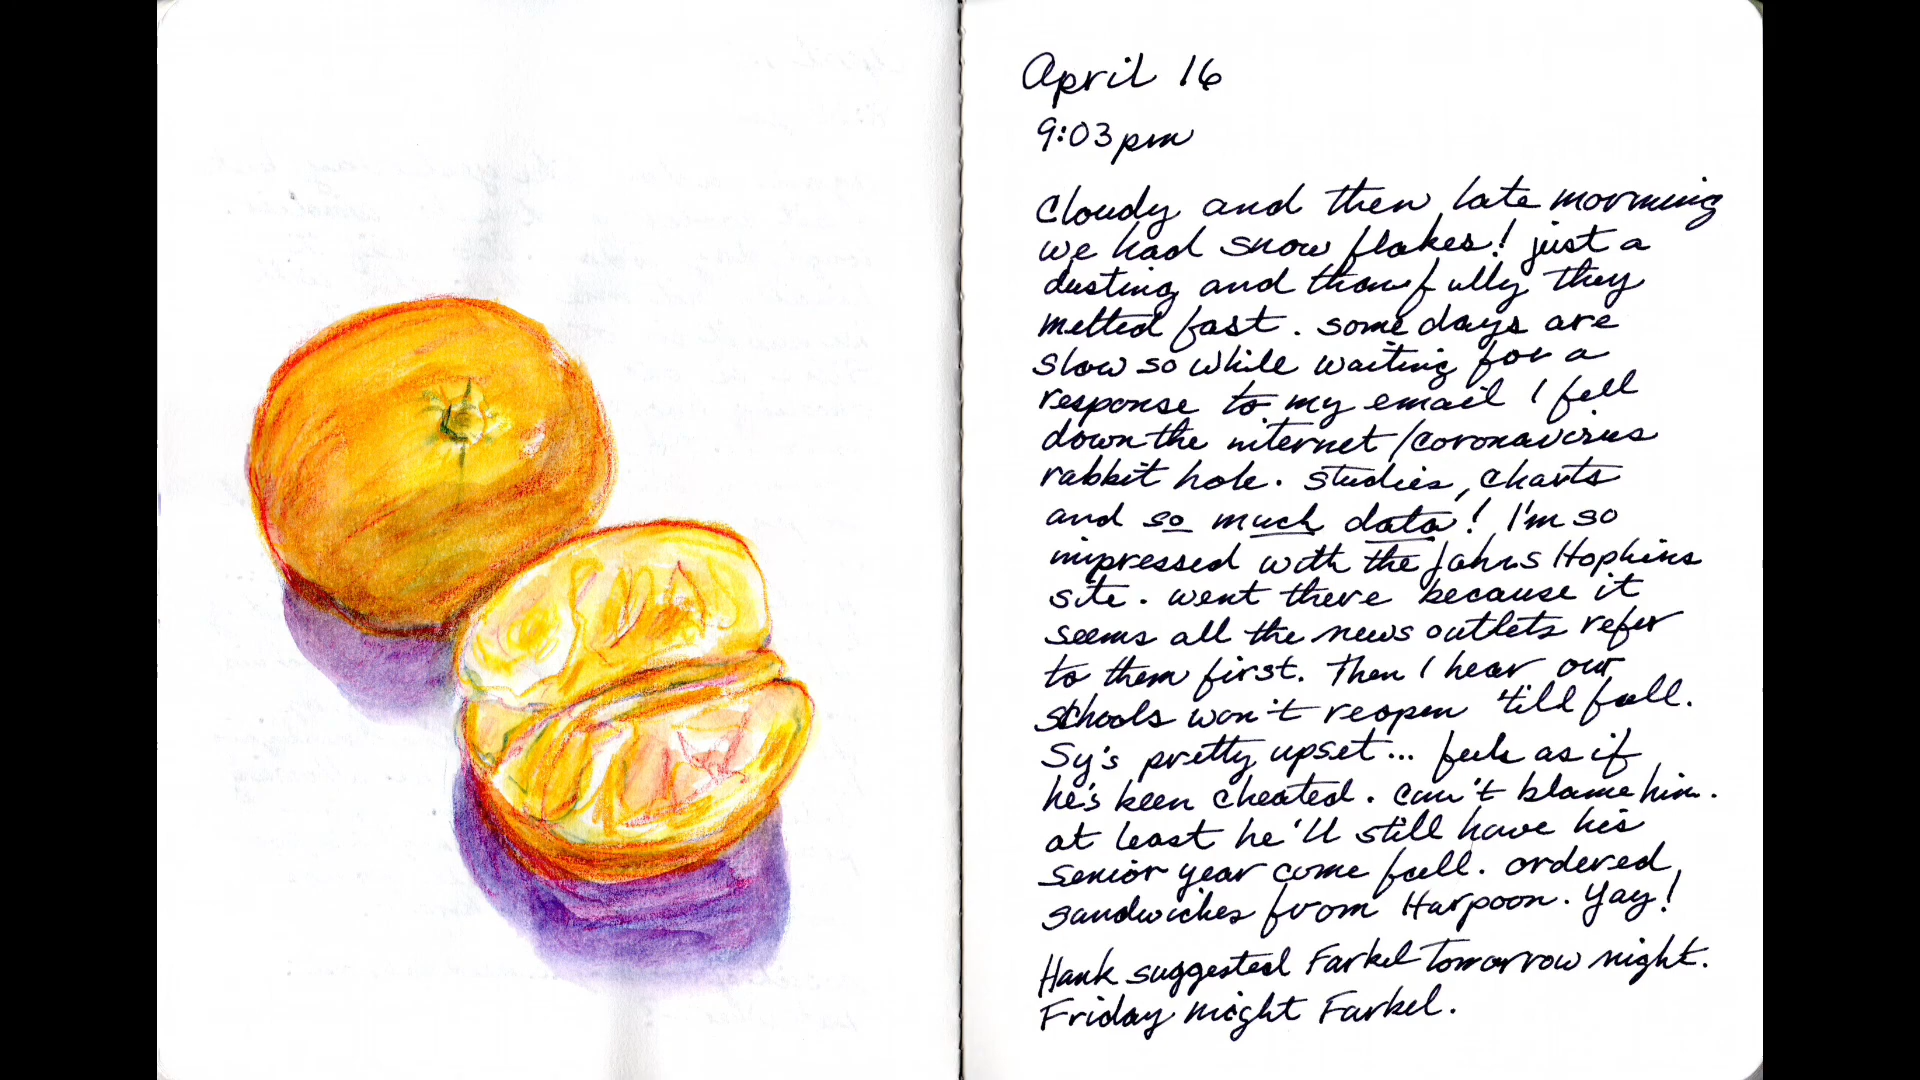 April 16
9:03pm
Cloudy and then late morning
we had snow flakes! just a
dusting and thankfully they
melted fast. some days are
slow so while waiting for a
response to my email I fell
down the internet/coronavirus
rabbit hole. studies, charts
and so much data! I'm so
impressed with the Johns Hopkins
site. went there because it
seems all the news outlets refer
to them first. Then I hear our
schools won't reopen 'till fall.
Sy's pretty upset... feels as if
he's been cheated. can't blame him.
at least he'll still have his
senior year come fall. ordered
sandwiches from Harpoon. Yay!
Hank suggested Farkel tomorrow night.
Friday night Farkel.